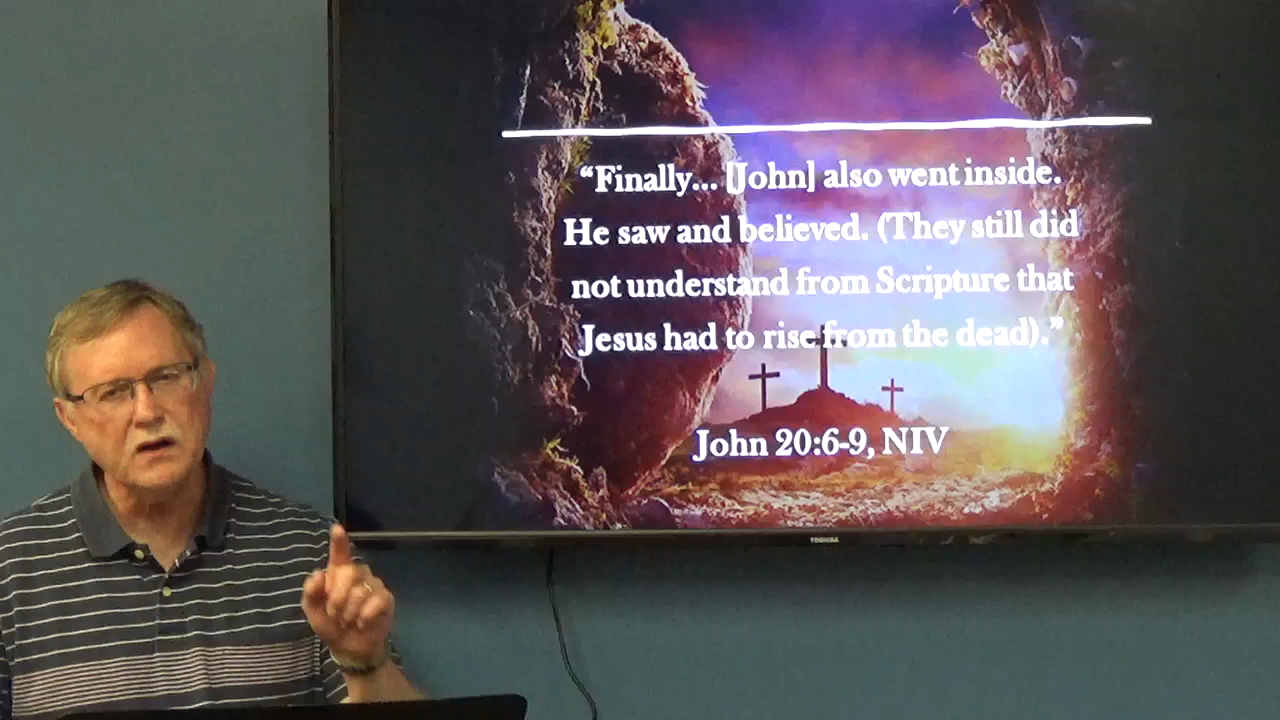 “Finally... [John] also went inside.
He saw and believed. (They still did
not understand from Scripture that
Jesus had to rise from the dead).”
John 20:6-9, NIV
TOSHIBA